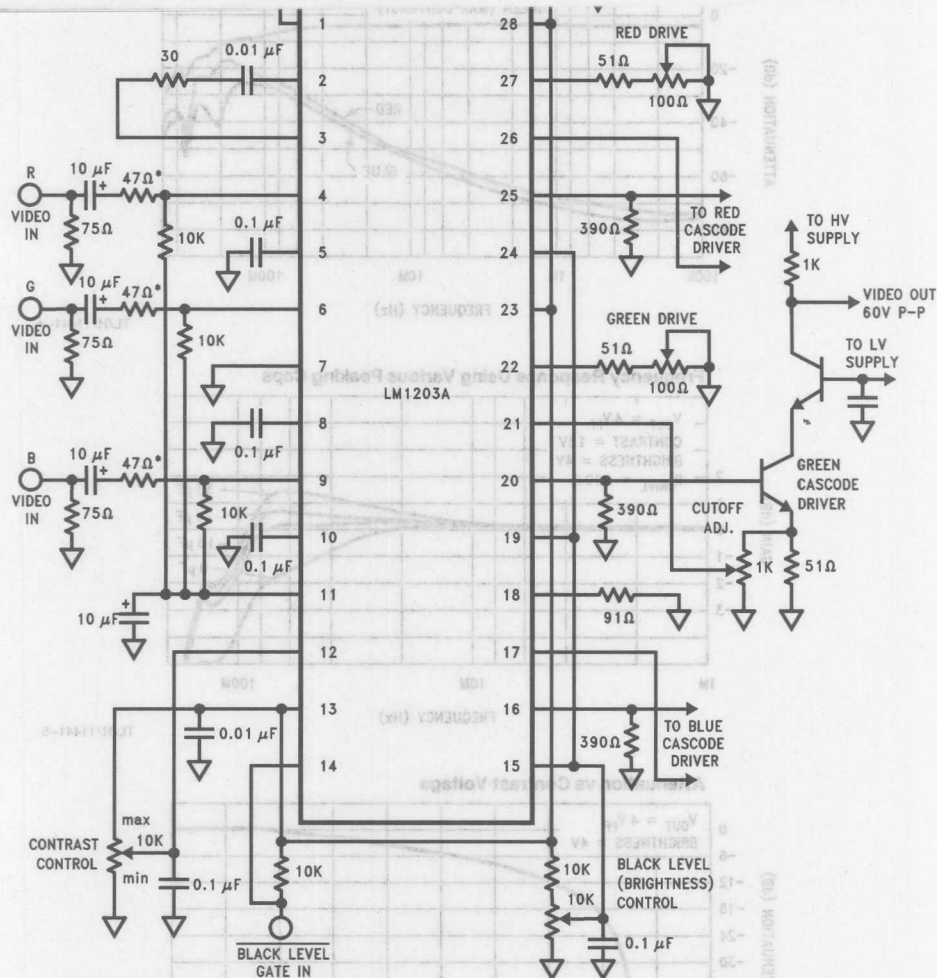 1
28
30
0.01 µF
2
27
51Ω
RED DRIVE
100Ω
3
26
R
VIDEO
IN
10 µF
+
47Ω*
75Ω
10K
4
25
390Ω
TO RED
CASCODE
DRIVER
0.1 µF
5
24
G
VIDEO
IN
10 µF
+
47Ω*
75Ω
10K
6
23
TO HV
SUPPLY
1K
VIDEO OUT
60V P-P
TO LV
SUPPLY
GREEN DRIVE
7
22
51Ω
100Ω
LM1203A
8
21
0.1 µF
B
VIDEO
IN
10 µF
+
47Ω*
75Ω
10K
9
20
390Ω
GREEN
CASCODE
DRIVER
CUTOFF
ADJ.
1K
51Ω
10
19
0.1 µF
+
10 µF
11
18
91Ω
12
17
13
16
0.01 µF
390Ω
TO BLUE
CASCODE
DRIVER
14
15
max
CONTRAST
CONTROL
10K
min
0.1 µF
10K
BLACK LEVEL
GATE IN
10K
10K
BLACK LEVEL
(BRIGHTNESS)
CONTROL
0.1 µF